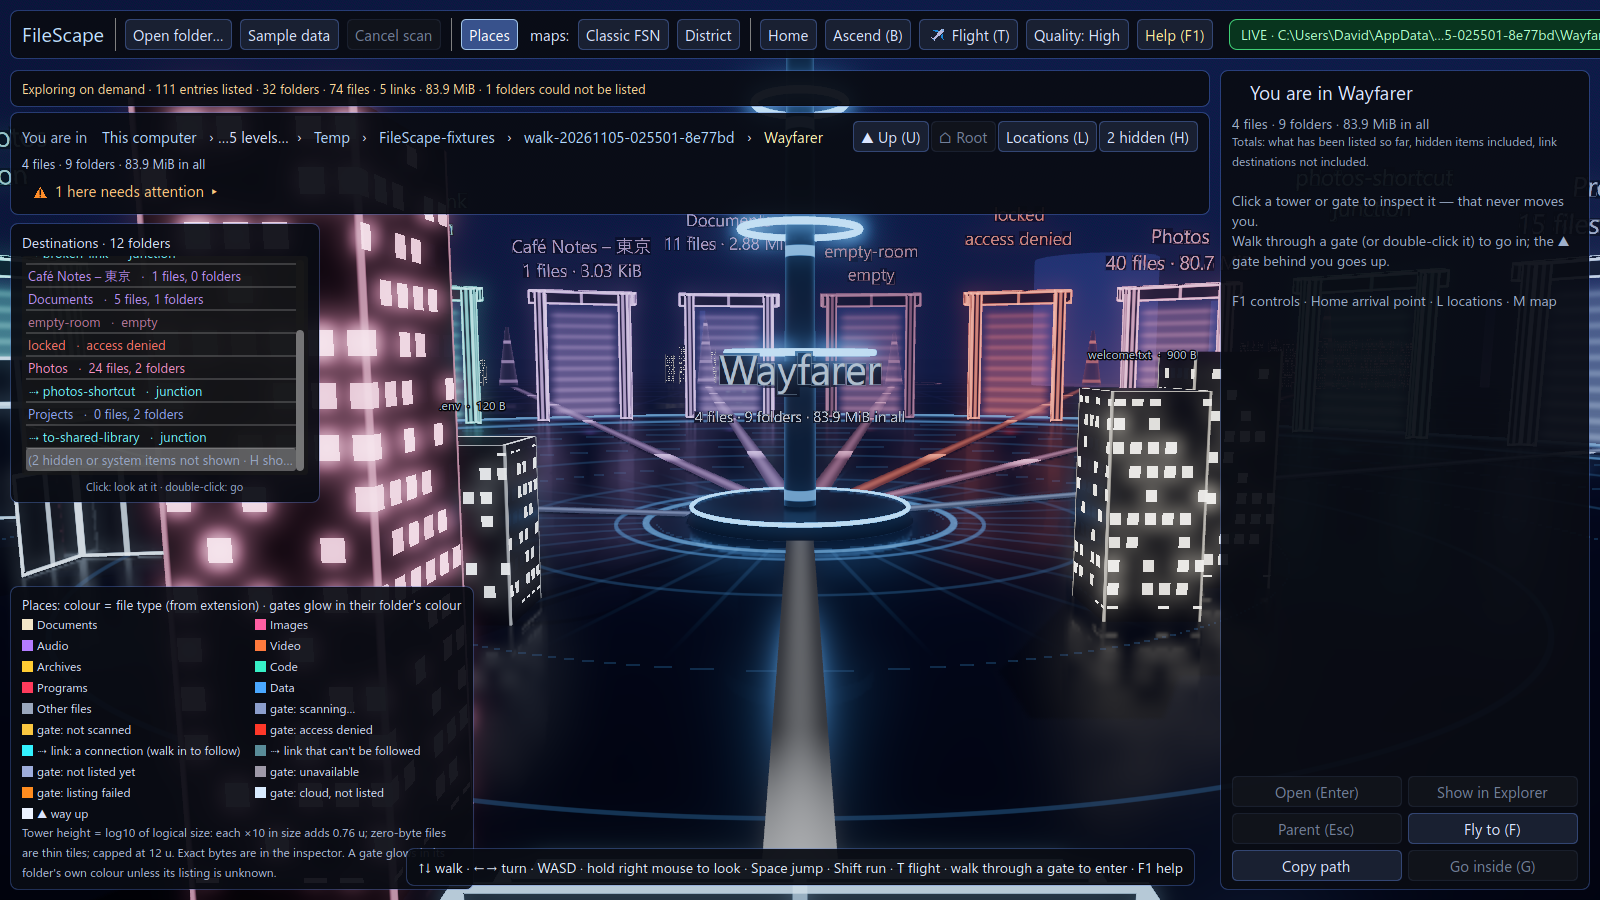 FileScape
Open folder...
Sample data
Cancel scan
Places
maps:
Classic FSN
District
Home
Ascend (B)
Flight (T)
Quality: High
Help (F1)
LIVE · C:\Users\David\AppData\...5-025501-8e77bd\Wayfar
Exploring on demand · 111 entries listed · 32 folders · 74 files · 5 links · 83.9 MiB · 1 folders could not be listed
You are in This computer › ...5 levels... › Temp › FileScape-fixtures › walk-20261105-025501-8e77bd › Wayfarer
▲ Up (U)
Root
Locations (L)
2 hidden (H)
4 files · 9 folders · 83.9 MiB in all
1 here needs attention ▸
Destinations · 12 folders
broken-link · junction
Café Notes – 東京 · 1 files, 0 folders
Documents · 5 files, 1 folders
empty-room · empty
locked · access denied
Photos · 24 files, 2 folders
→ photos-shortcut · junction
Projects · 0 files, 2 folders
→ to-shared-library · junction
(2 hidden or system items not shown · H sho...
Click: look at it · double-click: go
Café Notes – 東京
1 files · 3.03 KiB
11 files · 2.88 Mi
empty-room
empty
locked
access denied
Photos
40 files · 80.7
.env · 120 B
welcome.txt · 900 B
Wayfarer
4 files · 9 folders · 83.9 MiB in all
You are in Wayfarer
4 files · 9 folders · 83.9 MiB in all
Totals: what has been listed so far, hidden items included, link
destinations not included.
photos-shortcut
junction
15 files
Click a tower or gate to inspect it — that never moves
you.
Walk through a gate (or double-click it) to go in; the ▲
gate behind you goes up.
F1 controls · Home arrival point · L locations · M map
Open (Enter)
Show in Explorer
Parent (Esc)
Fly to (F)
Copy path
Go inside (G)
Places: colour = file type (from extension) · gates glow in their folder's colour
Documents
Images
Audio
Video
Archives
Code
Programs
Data
Other files
gate: scanning...
gate: not scanned
gate: access denied
→ link: a connection (walk in to follow)
→ link that can't be followed
gate: not listed yet
gate: unavailable
gate: listing failed
gate: cloud, not listed
▲ way up
Tower height = log10 of logical size: each ×10 in size adds 0.76 u; zero-byte files
are thin tiles; capped at 12 u. Exact bytes are in the inspector. A gate glows in its
folder's own colour unless its listing is unknown.
↑↓ walk · ←→ turn · WASD · hold right mouse to look · Space jump · Shift run · T flight · walk through a gate to enter · F1 help